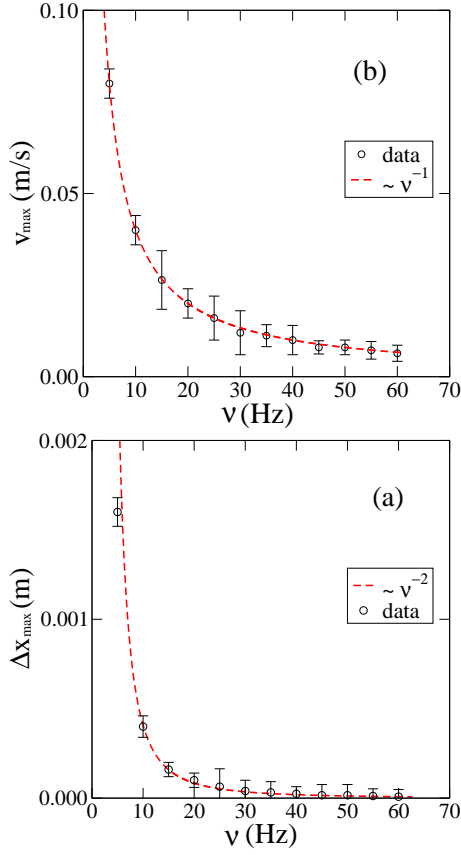 0.10
(b)
data
~ ν⁻¹
0.05
v_max (m/s)
0.00
0 10 20 30 40 50 60 70
ν (Hz)
0.002
(a)
~ ν⁻²
data
0.001
Δx_max (m)
0.000
0 10 20 30 40 50 60 70
ν (Hz)